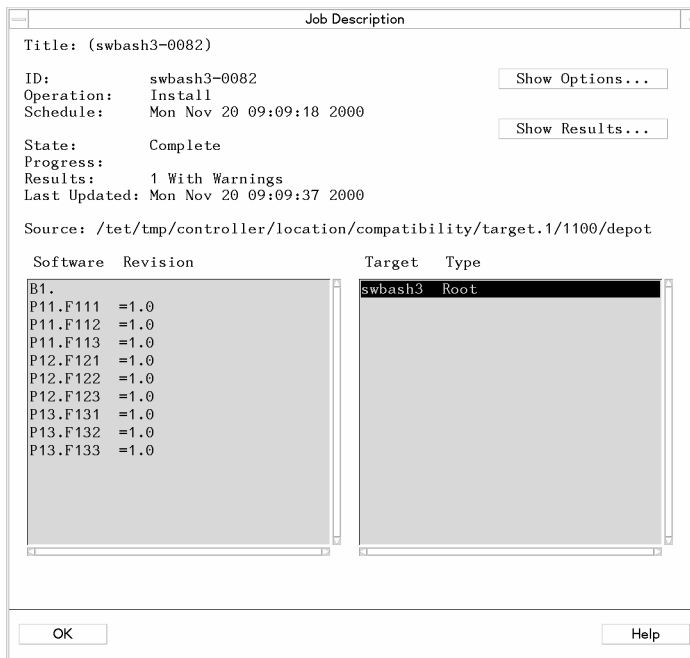 Job Description
Title: (swbash3-0082)
ID: swbash3-0082
Show Options...
Operation: Install
Schedule: Mon Nov 20 09:09:18 2000
Show Results...
State: Complete
Progress:
Results: 1 With Warnings
Last Updated: Mon Nov 20 09:09:37 2000
Source: /tet/tmp/controller/location/compatibility/target.1/1100/depot
Software Revision
B1.
P11.F111 =1.0
P11.F112 =1.0
P11.F113 =1.0
P12.F121 =1.0
P12.F122 =1.0
P12.F123 =1.0
P13.F131 =1.0
P13.F132 =1.0
P13.F133 =1.0
Target Type
swbash3 Root
OK
Help